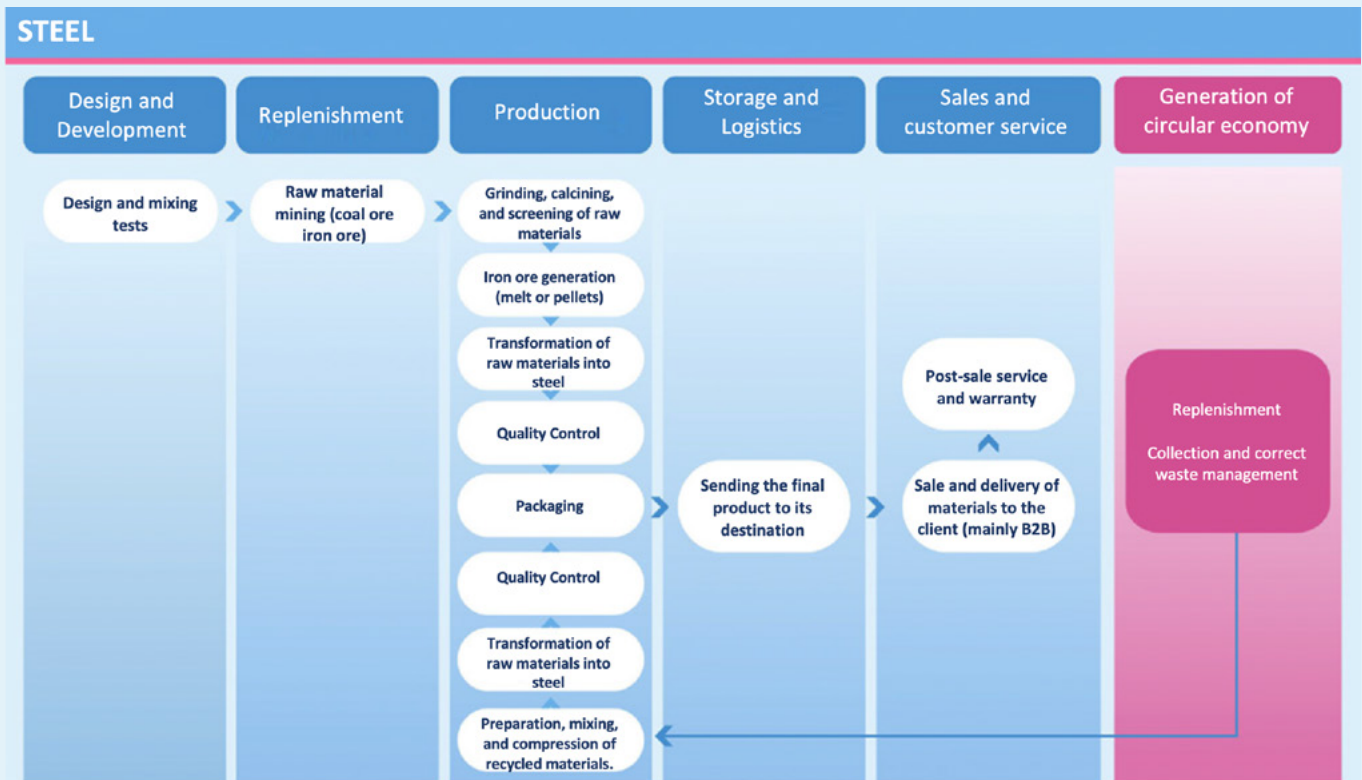 STEEL
Design and
Development
Replenishment
Production
Storage and
Logistics
Sales and
customer service
Generation of
circular economy
Design and mixing
tests
Raw material
mining (coal ore
iron ore)
Grinding, calcining,
and screening of raw
materials
Iron ore generation
(melt or pellets)
Transformation of
raw materials into
steel
Quality Control
Packaging
Quality Control
Transformation of
raw materials into
steel
Preparation, mixing,
and compression of
recycled materials.
Sending the final
product to its
destination
Post-sale service
and warranty
Sale and delivery of
materials to the
client (mainly B2B)
Replenishment
Collection and correct
waste management